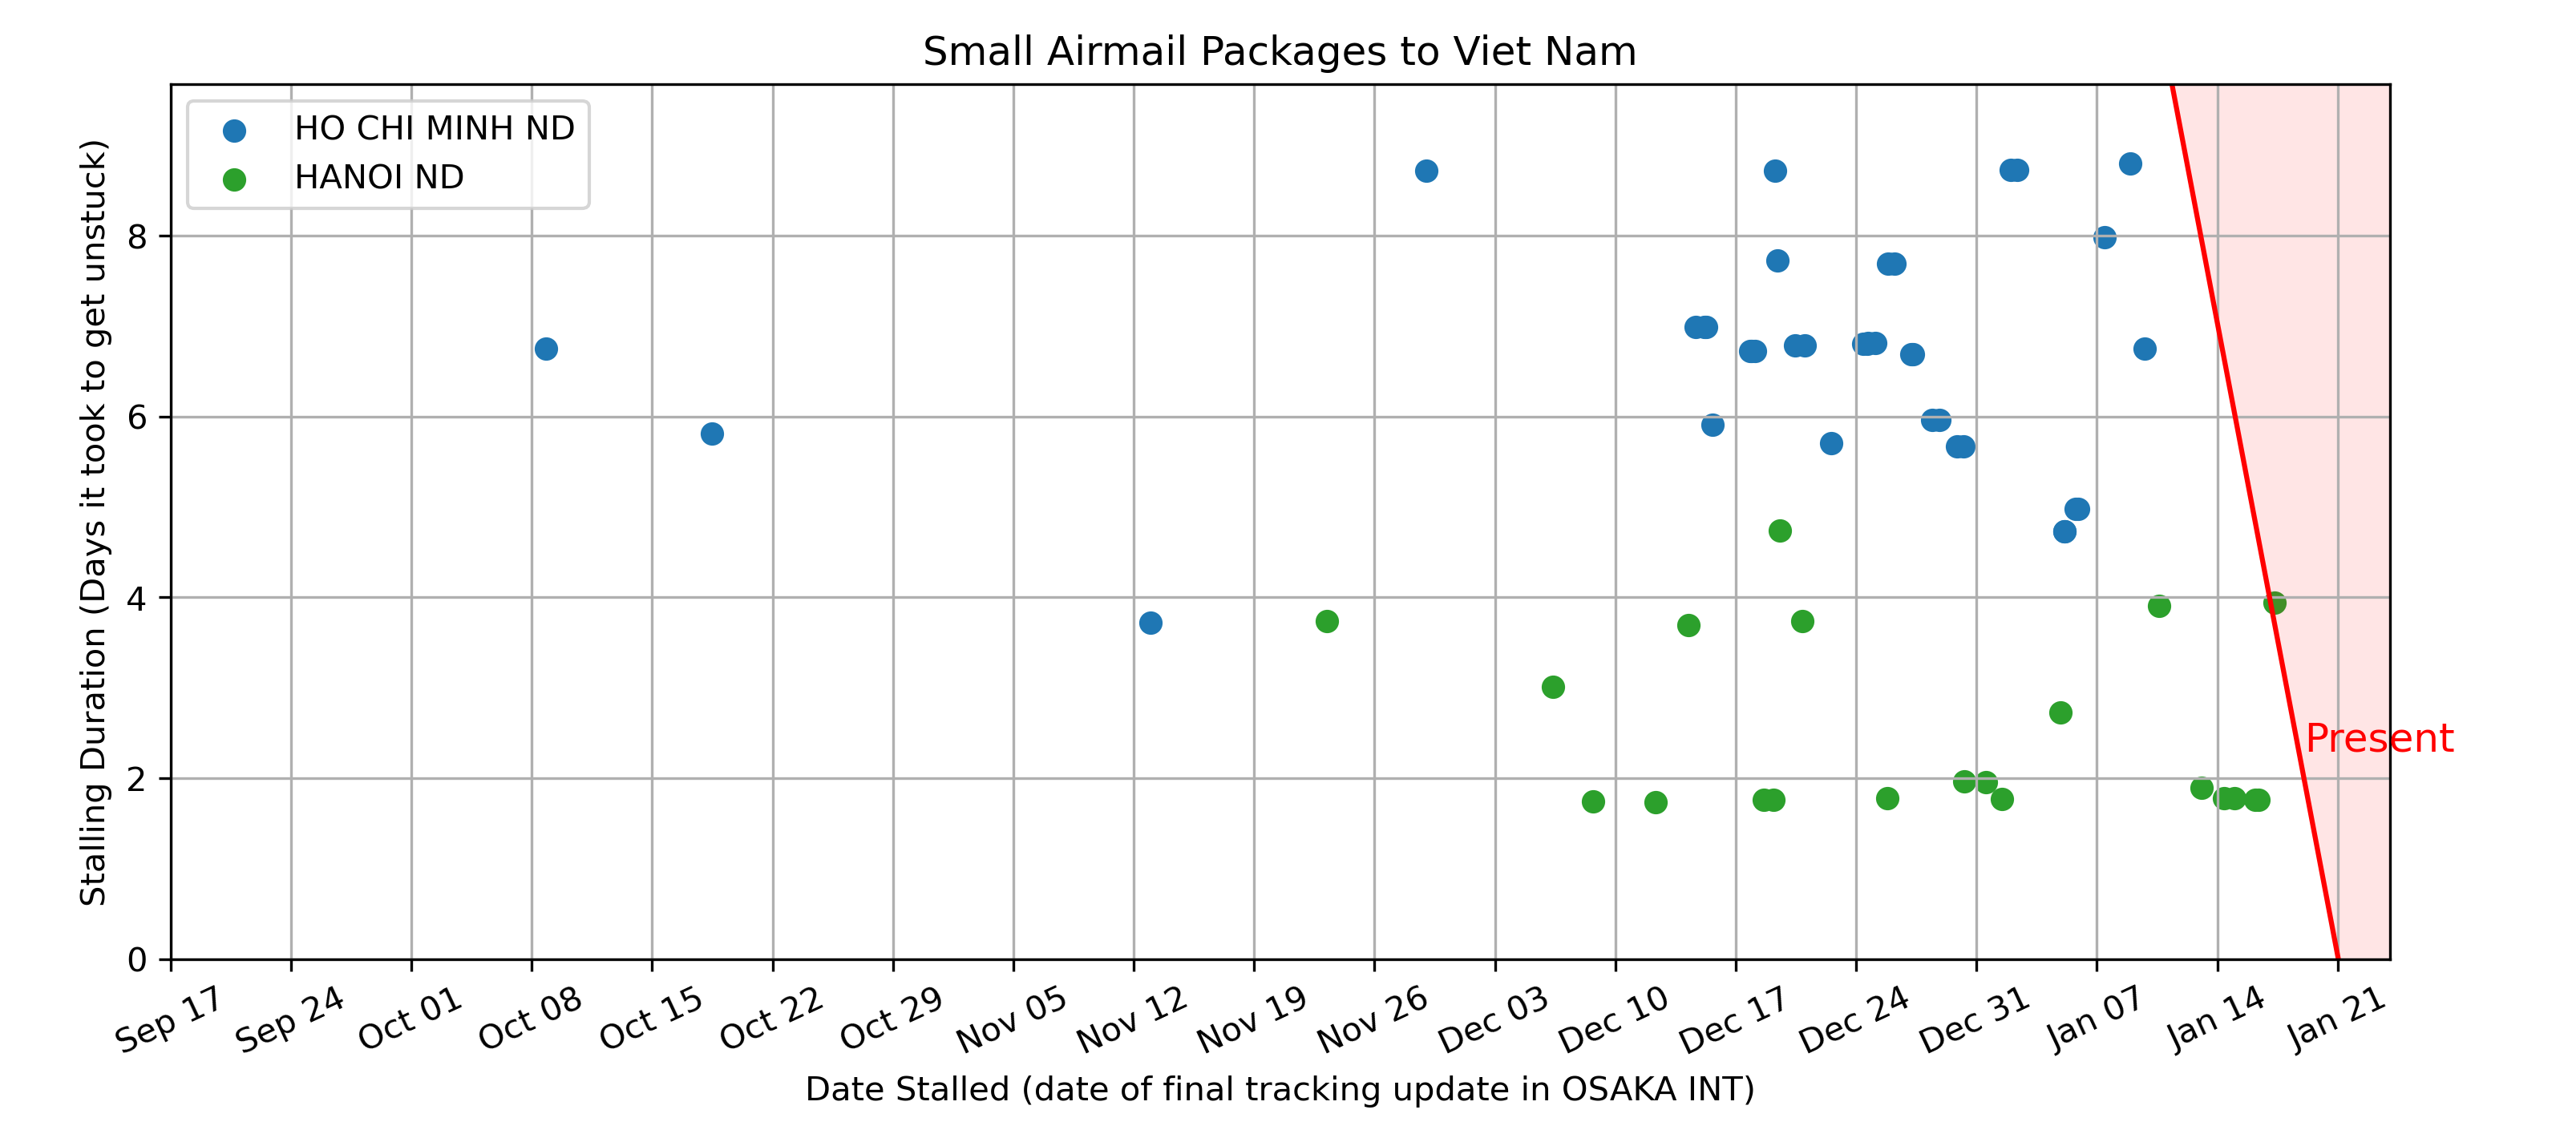 Small Airmail Packages to Viet Nam
HO CHI MINH ND
HANOI ND
Stalling Duration (Days it took to get unstuck)
8
6
4
2
0
Present
Sep 17
Sep 24
Oct 01
Oct 08
Oct 15
Oct 22
Oct 29
Nov 05
Nov 12
Nov 19
Nov 26
Dec 03
Dec 10
Dec 17
Dec 24
Dec 31
Jan 07
Jan 14
Jan 21
Date Stalled (date of final tracking update in OSAKA INT)